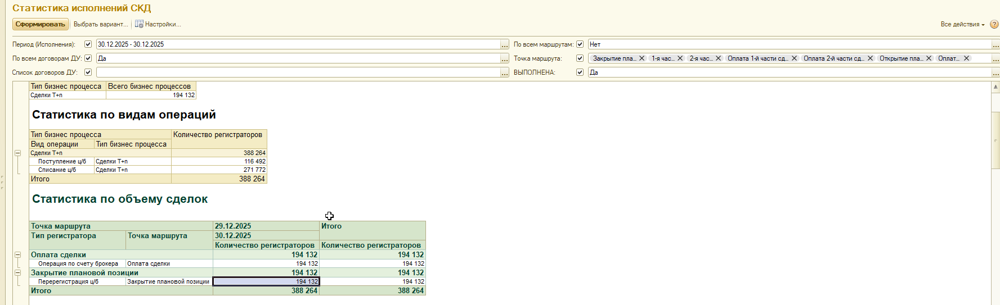 Статистика исполнений СКД
Сформировать Выбрать вариант... Настройки... Все действия ?
Период (Исполнения): 30.12.2025 - 30.12.2025 ... По всем маршрутам: Нет ...
По всем договорам ДУ: Да ... Точка маршрута: Закрытие пла... 1-я час... 2-я час... Оплата 1-й части сд... Оплата 2-й части сд... Открытие пла... Оплат... ...
Список договоров ДУ: ... ВЫПОЛНЕНА: Да ...
Тип бизнес процесса Всего бизнес процессов
Сделки Т+n 194 132
Статистика по видам операций
Тип бизнес процесса Количество регистраторов
Вид операции Тип бизнес процесса
Сделки Т+n 388 264
Поступление ц/б Сделки Т+n 116 492
Списание ц/б Сделки Т+n 271 772
Итого 388 264
Статистика по объему сделок
Точка маршрута 29.12.2025 Итого
Тип регистратора Точка маршрута 30.12.2025
Количество регистраторов Количество регистраторов
Оплата сделки 194 132 194 132
Операция по счету брокера Оплата сделки 194 132 194 132
Закрытие плановой позиции 194 132 194 132
Перерегистрация ц/б Закрытие плановой позиции 194 132 194 132
Итого 388 264 388 264